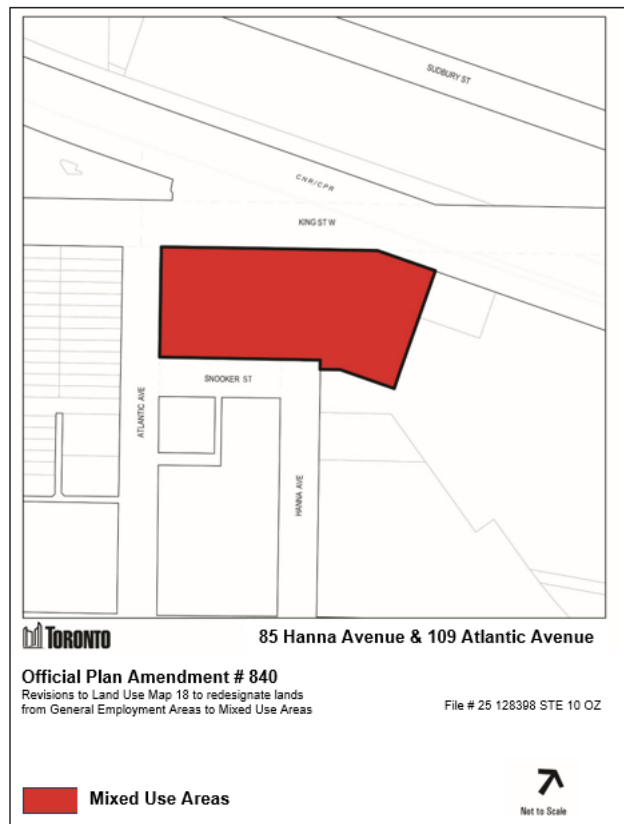 SUDBURY ST
CNR/CPR
KING ST W
SNOOKER ST
ATLANTIC AVE
HANNA AVE
TORONTO
85 Hanna Avenue & 109 Atlantic Avenue
Official Plan Amendment # 840
Revisions to Land Use Map 18 to redesignate lands
from General Employment Areas to Mixed Use Areas
File # 25 128398 STE 10 OZ
Mixed Use Areas
Not to Scale